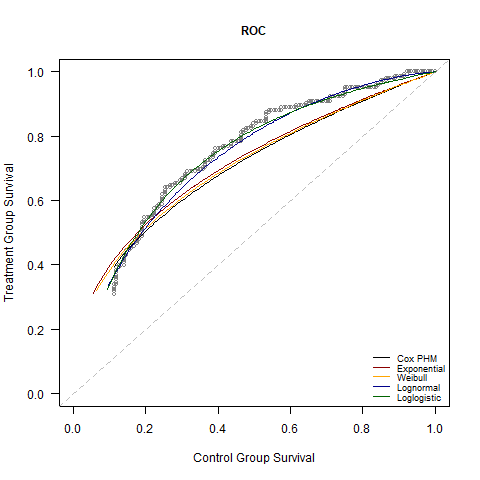 ROC
Treatment Group Survival
1.0
0.8
0.6
0.4
0.2
0.0
0.0 0.2 0.4 0.6 0.8 1.0
Control Group Survival
Cox PHM
Exponential
Weibull
Lognormal
Loglogistic